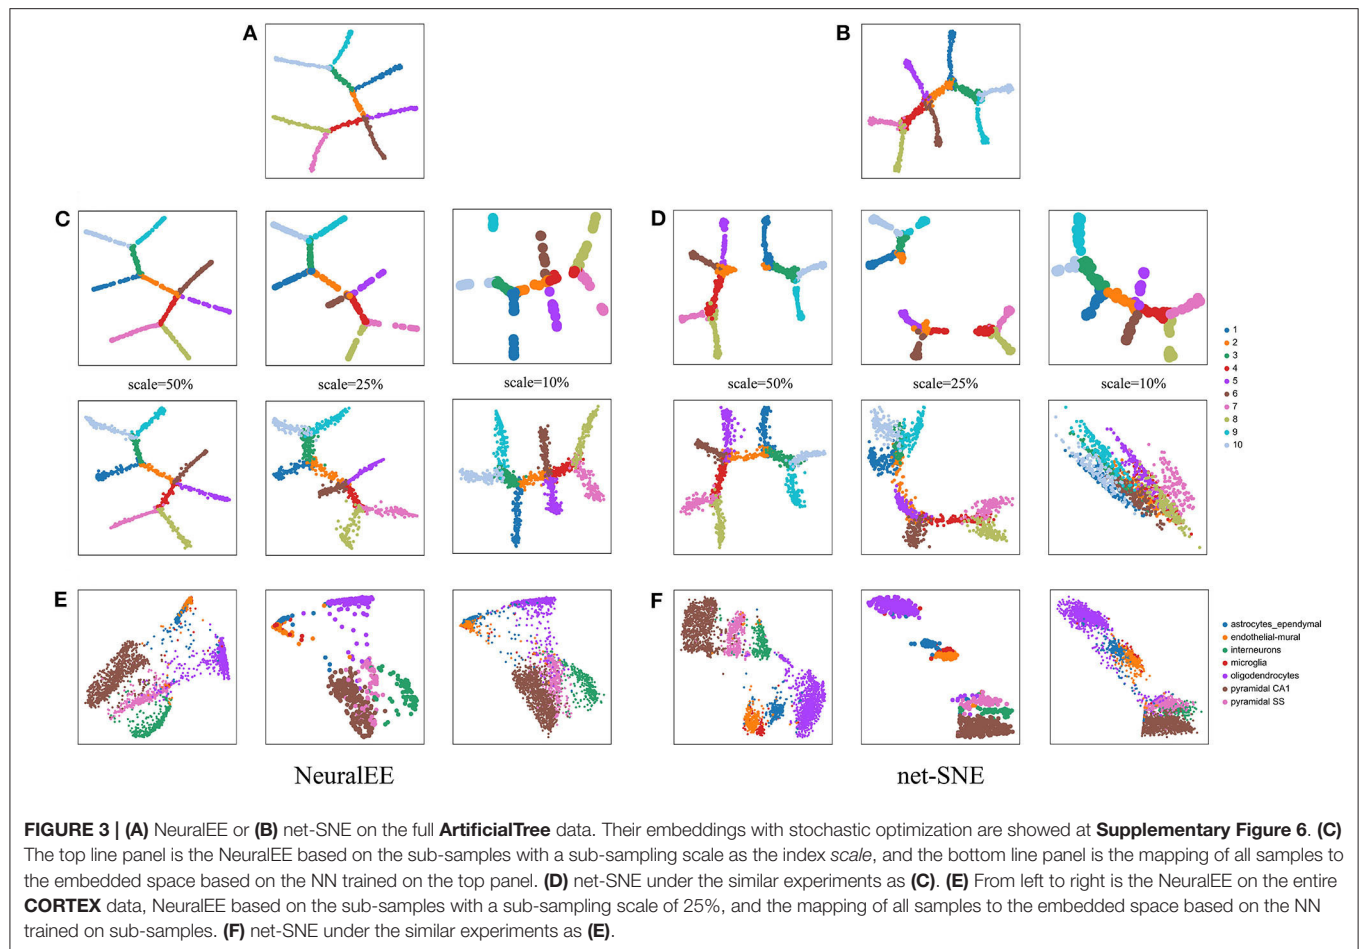 A
B
C
D
scale=50%
scale=25%
scale=10%
scale=50%
scale=25%
scale=10%
1
2
3
4
5
6
7
8
9
10
E
F
astrocytes_ependymal
endothelial-mural
interneurons
microglia
oligodendrocytes
pyramidal CA1
pyramidal SS
NeuralEE
net-SNE
FIGURE 3 | (A) NeuralEE or (B) net-SNE on the full ArtificialTree data. Their embeddings with stochastic optimization are showed at Supplementary Figure 6. (C)
The top line panel is the NeuralEE based on the sub-samples with a sub-sampling scale as the index scale, and the bottom line panel is the mapping of all samples to
the embedded space based on the NN trained on the top panel. (D) net-SNE under the similar experiments as (C). (E) From left to right is the NeuralEE on the entire
CORTEX data, NeuralEE based on the sub-samples with a sub-sampling scale of 25%, and the mapping of all samples to the embedded space based on the NN
trained on sub-samples. (F) net-SNE under the similar experiments as (E).